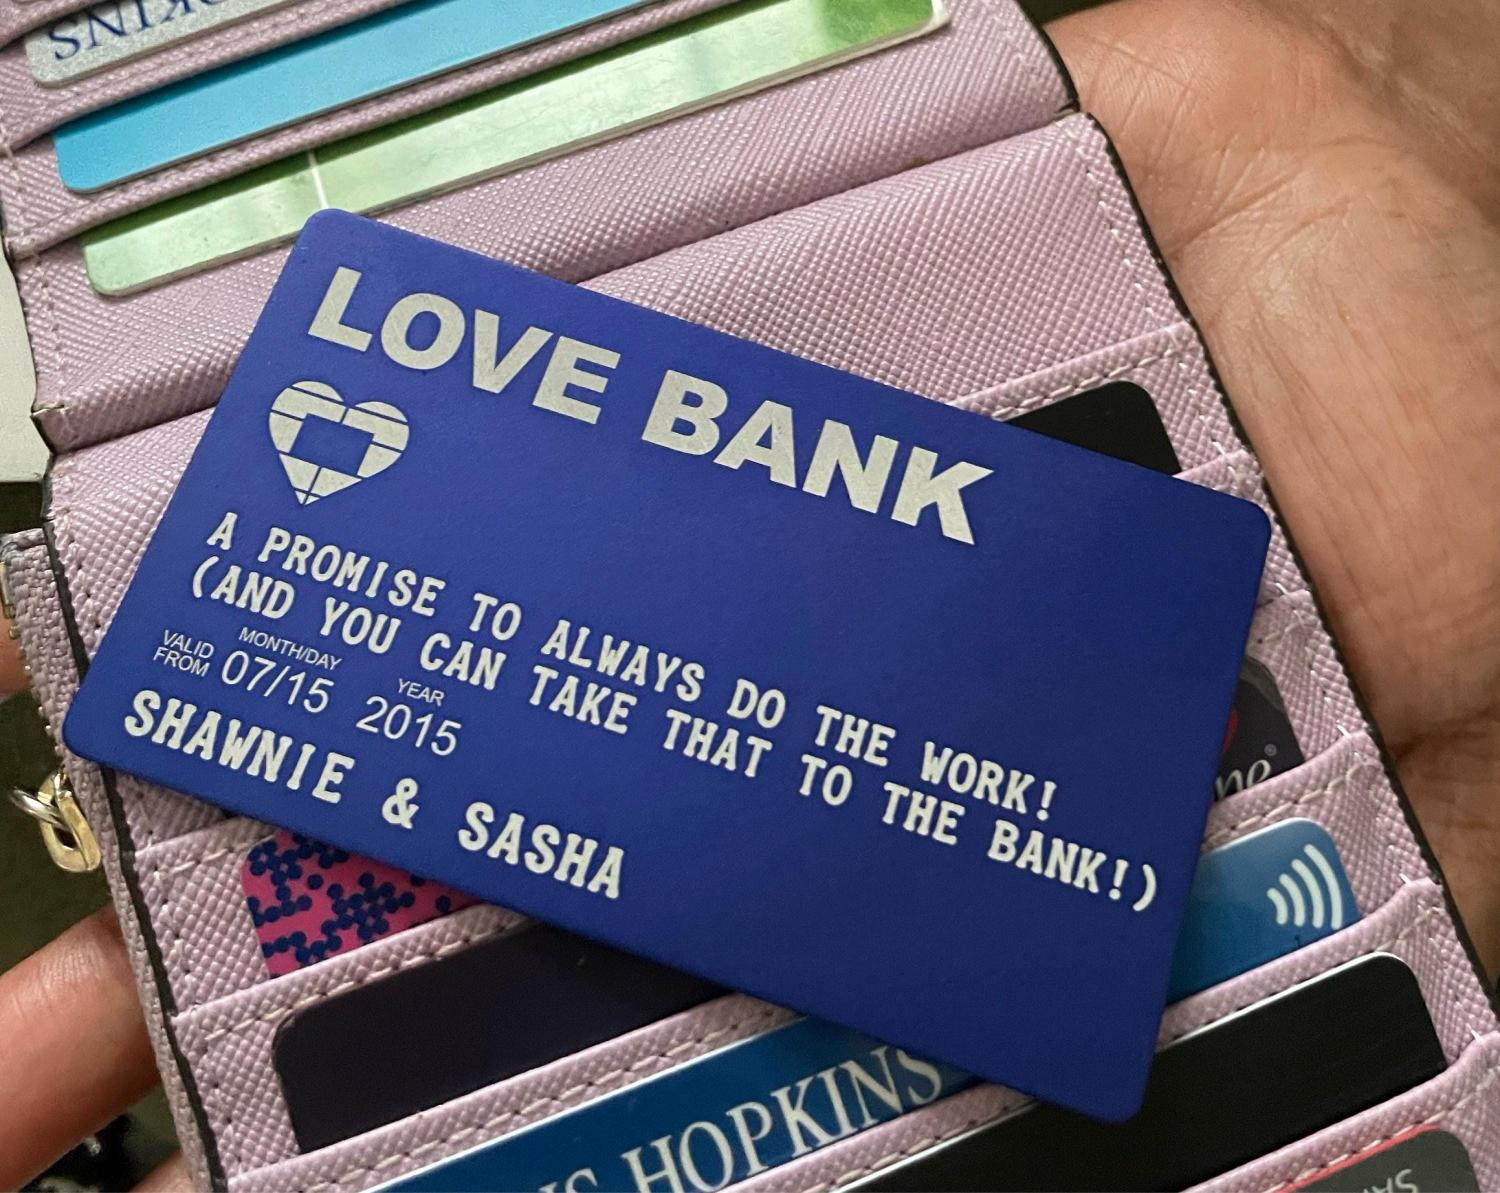 LOVE BANK
A PROMISE TO ALWAYS DO THE WORK!
(AND YOU CAN TAKE THAT TO THE BANK!)
VALID FROM MONTH/DAY 07/15 YEAR 2015
SHAWNIE & SASHA
HOPKINS